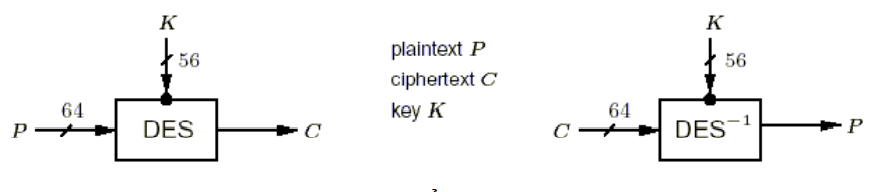 K
56
64
P
DES
C
plaintext P
ciphertext C
key K
K
56
64
C
DES⁻¹
P